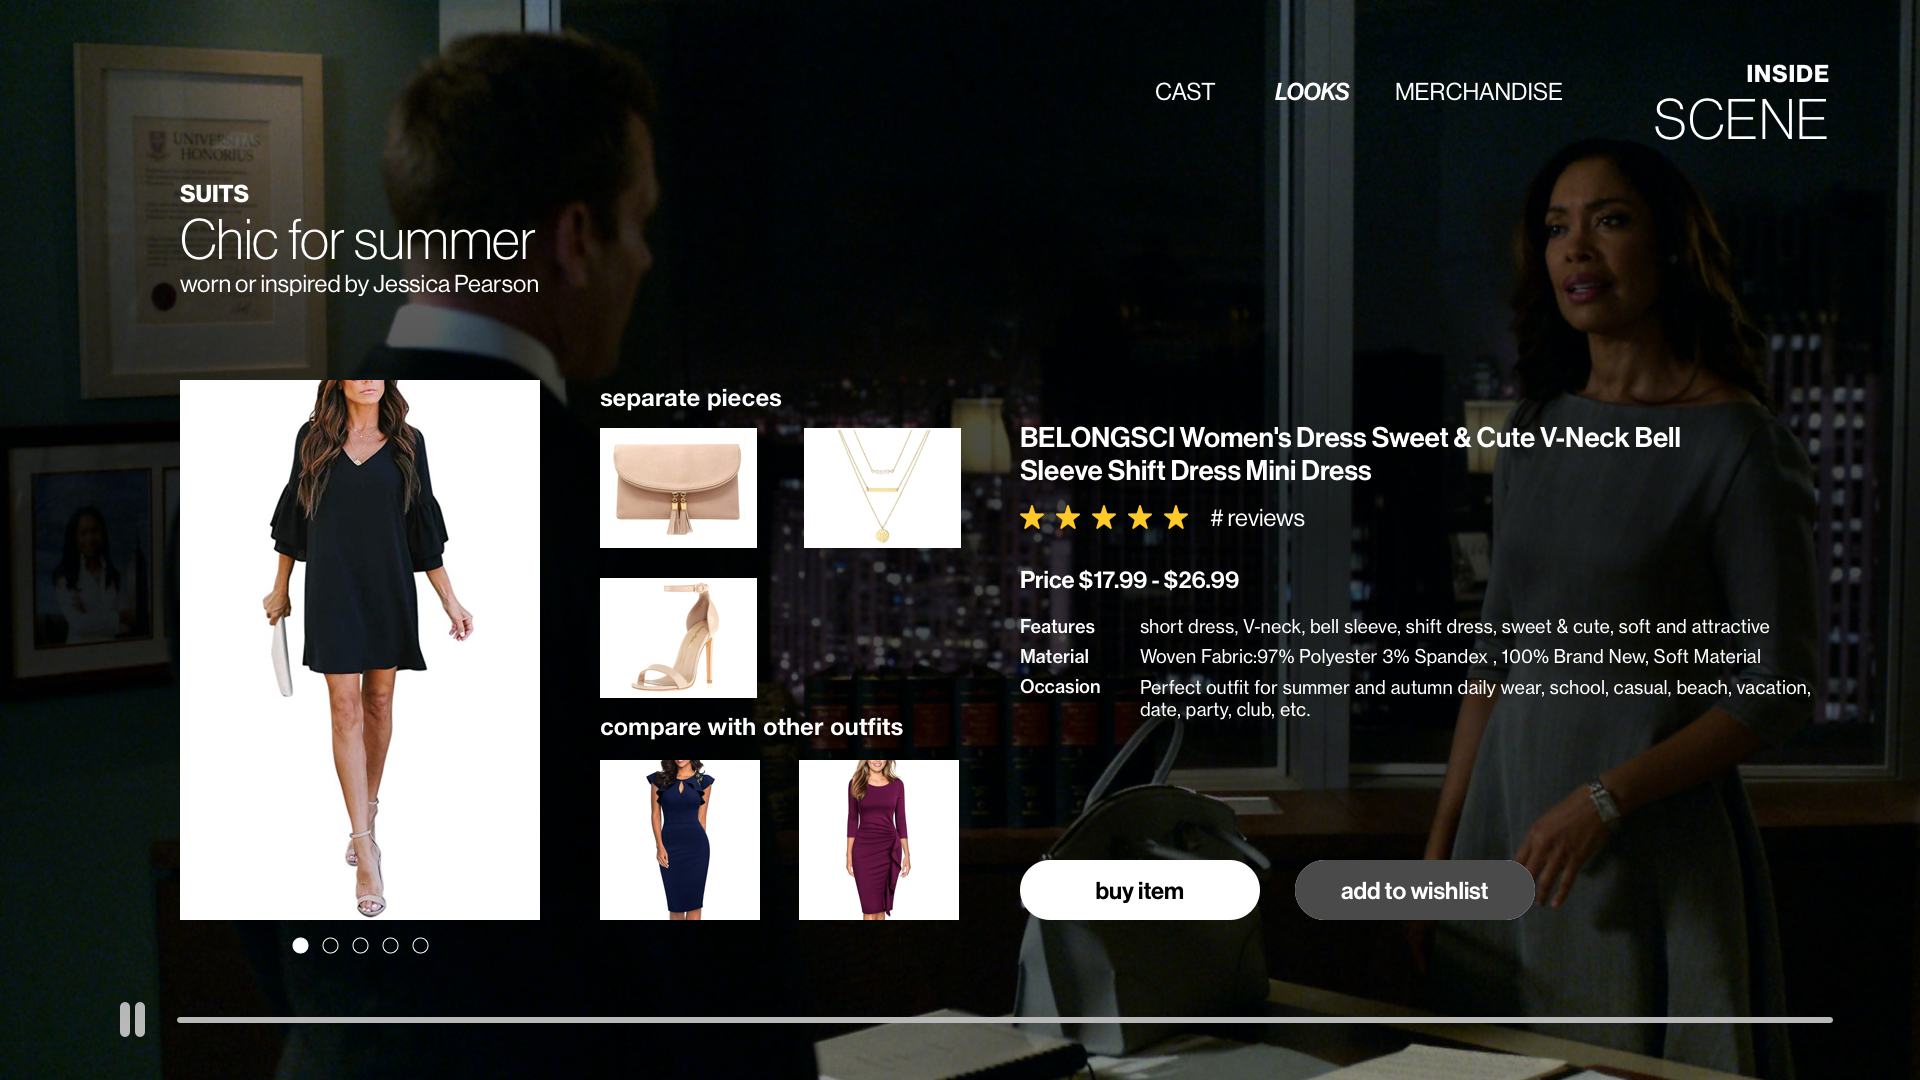 INSIDE
SCENE
CAST
LOOKS
MERCHANDISE
UNIVERSITAS
HONORIUS
SUITS
Chic for summer
worn or inspired by Jessica Pearson
separate pieces
compare with other outfits
BELONGSCI Women's Dress Sweet & Cute V-Neck Bell
Sleeve Shift Dress Mini Dress
# reviews
Price $17.99 - $26.99
Features short dress, V-neck, bell sleeve, shift dress, sweet & cute, soft and attractive
Material Woven Fabric:97% Polyester 3% Spandex , 100% Brand New, Soft Material
Occasion Perfect outfit for summer and autumn daily wear, school, casual, beach, vacation,
date, party, club, etc.
buy item
add to wishlist